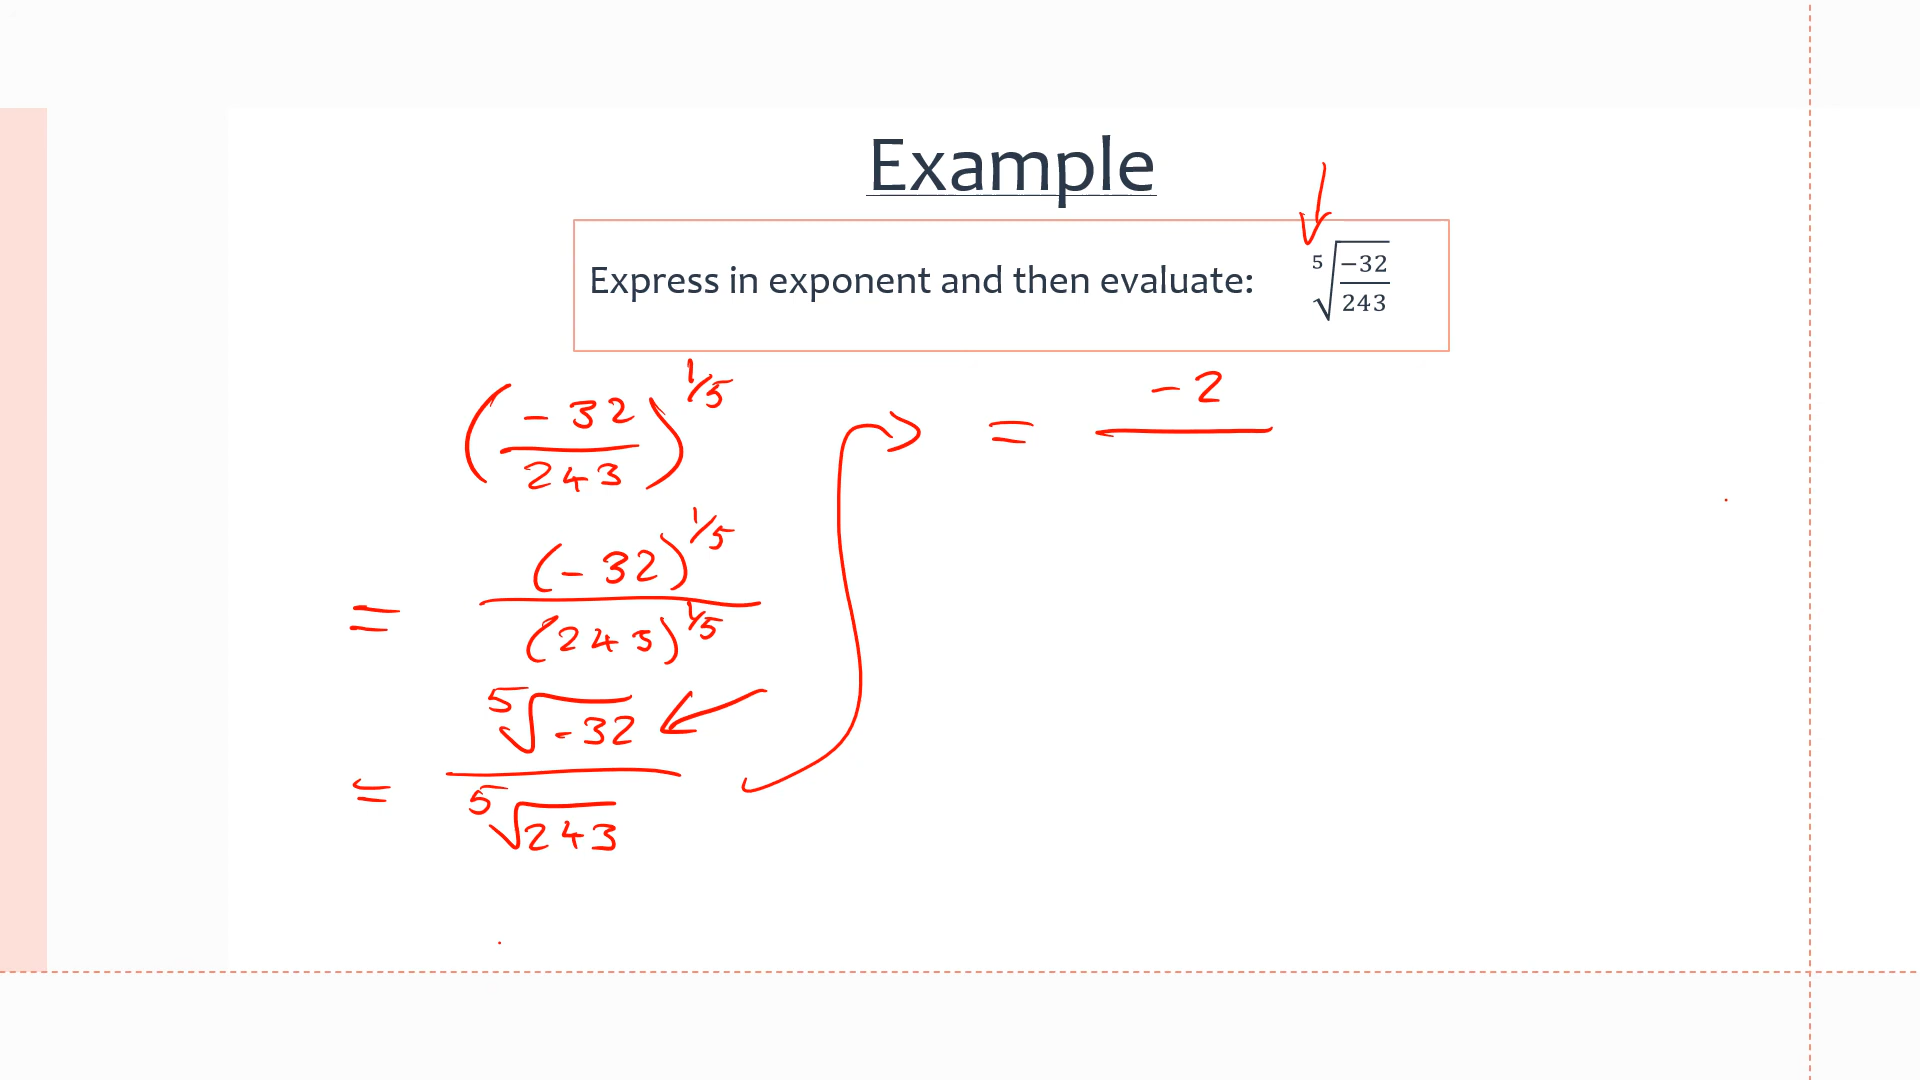 Example
Express in exponent and then evaluate: ⁵√(−32/243)
(−32/243)^1/5
= (−32)^1/5 / (243)^1/5
= ⁵√−32 / ⁵√243
= −2 /